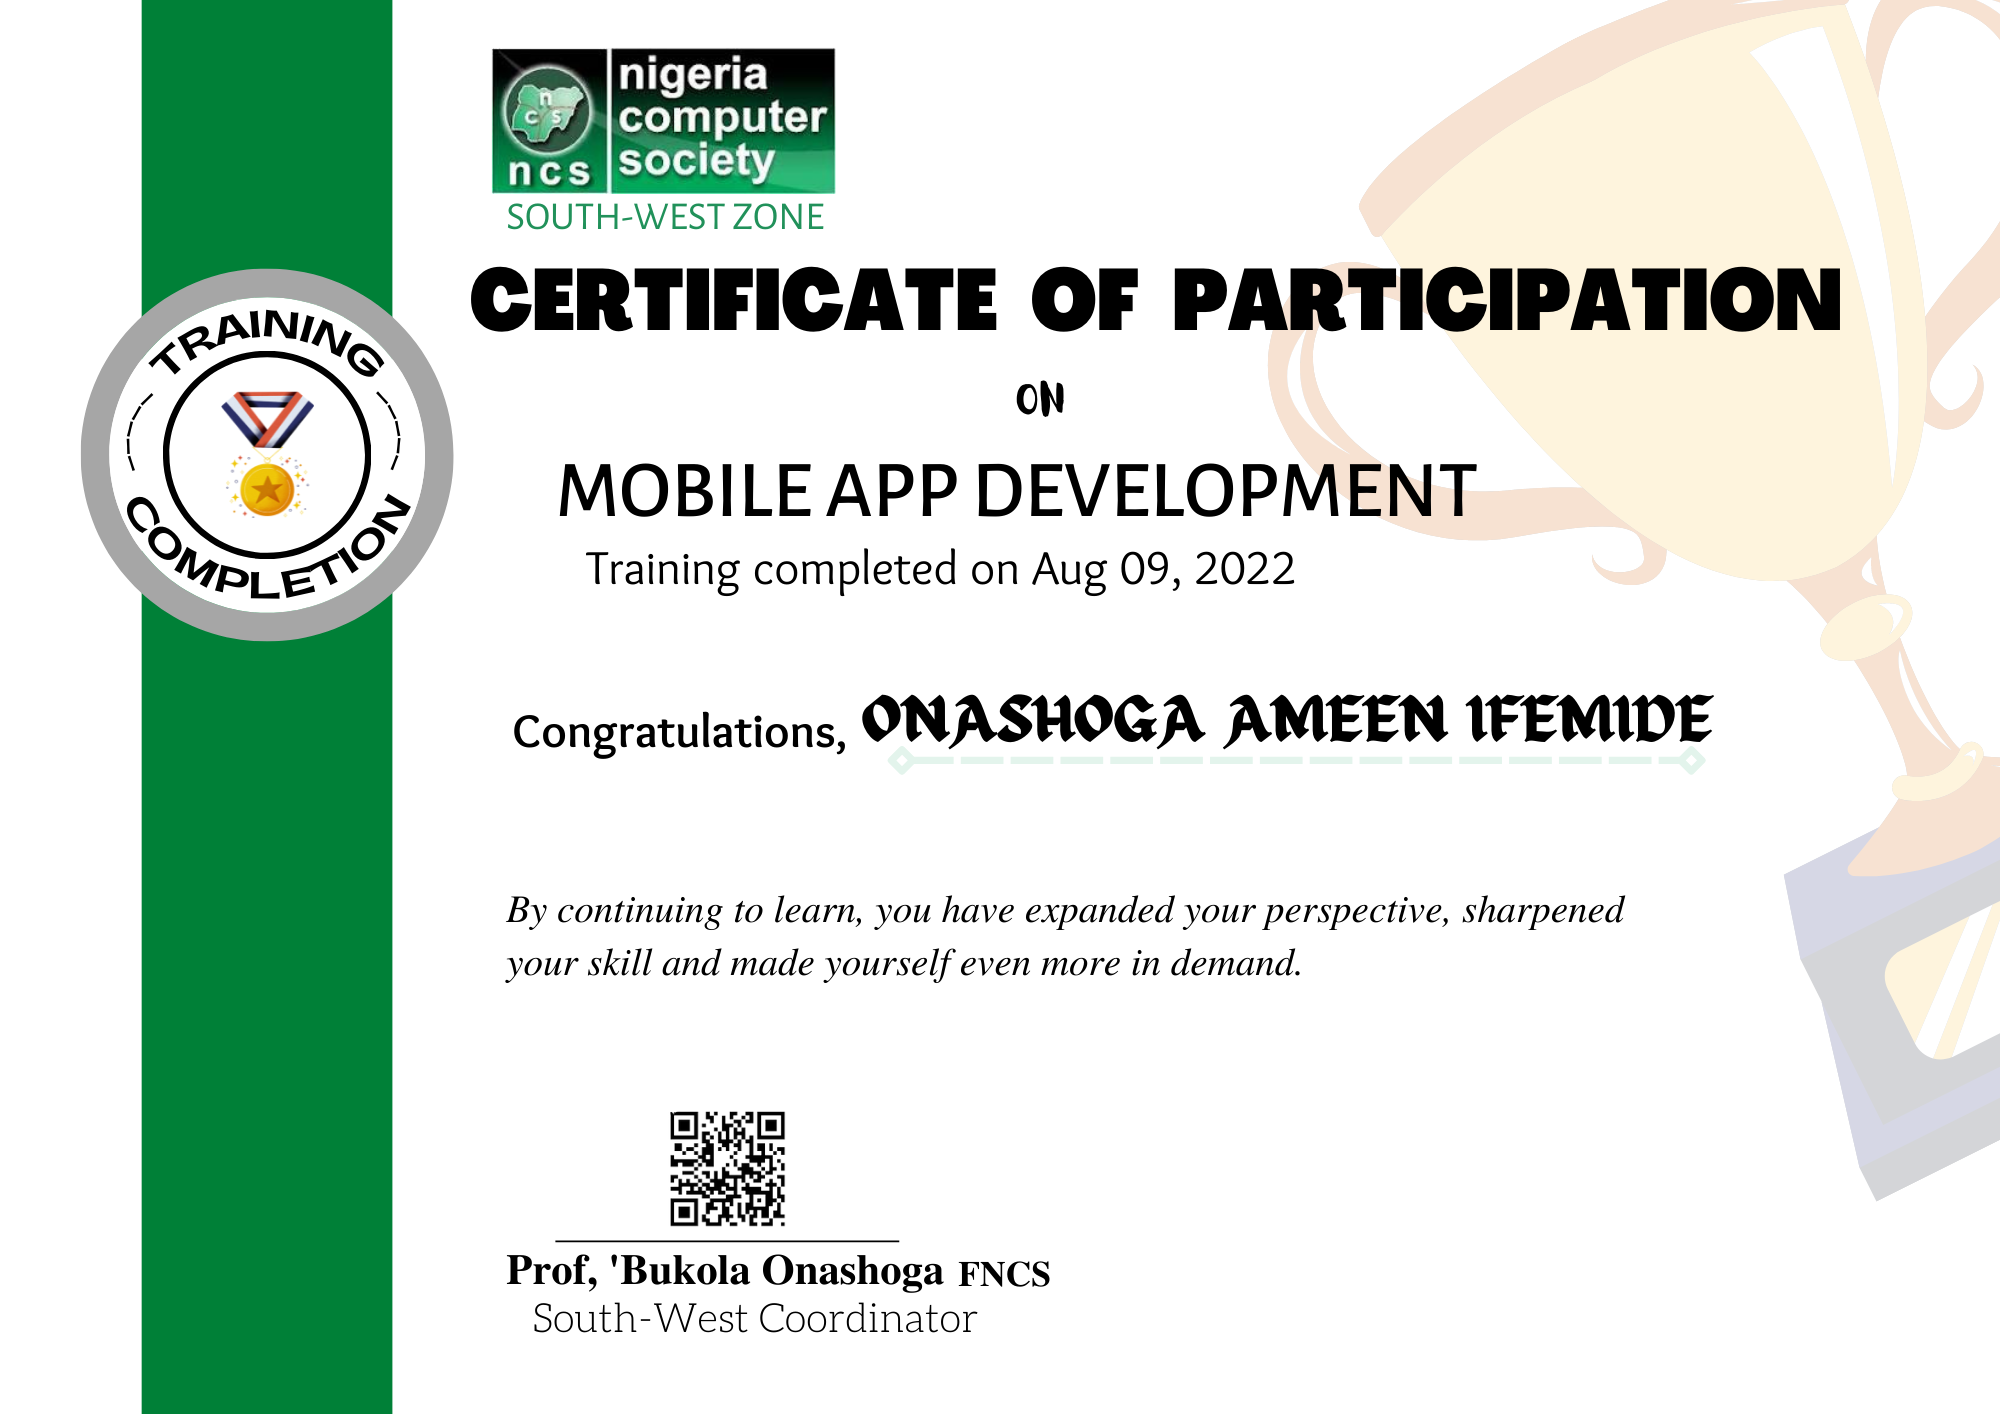 nigeria
computer
society
n
c s
ncs
SOUTH-WEST ZONE
CERTIFICATE OF PARTICIPATION
ON
MOBILE APP DEVELOPMENT
Training completed on Aug 09, 2022
TRAINING
COMPLETION
Congratulations, ONASHOGA AMEEN IFEMIDE
By continuing to learn, you have expanded your perspective, sharpened
your skill and made yourself even more in demand.
Prof, 'Bukola Onashoga FNCS
South-West Coordinator